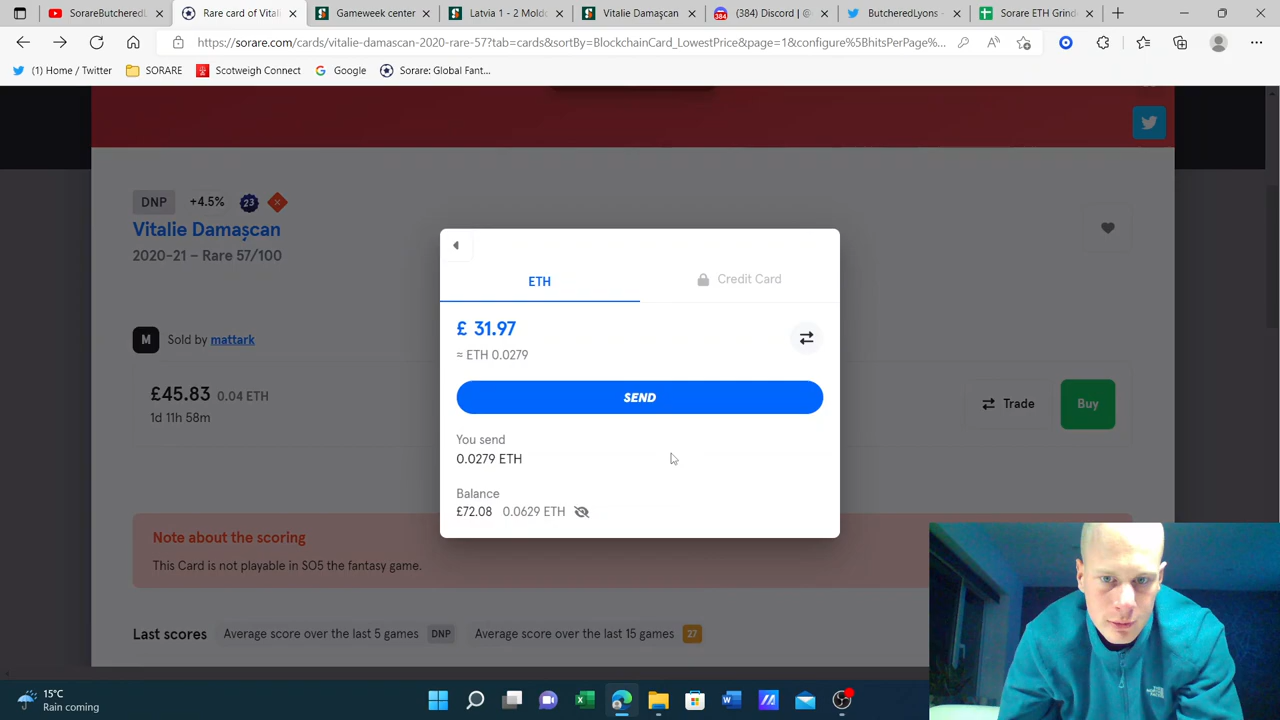 SorareButcheredL
Rare card of Vital
Gameweek center
Latvia 1 - 2 Mold
Vitalie Damaşcan
(384) Discord | @
ButcheredLyons
Sorare ETH Grind
https://sorare.com/cards/vitalie-damascan-2020-rare-57?tab=cards&sortBy=BlockchainCard_LowestPrice&page=1&configure%5BhitsPerPage%...
(1) Home / Twitter
SORARE
Scotweigh Connect
Google
Sorare: Global Fant...
DNP
+4.5%
23
Vitalie Damașcan
2020-21 – Rare 57/100
M
Sold by mattark
£45.83 0.04 ETH
1d 11h 58m
Trade
Buy
ETH
Credit Card
£ 31.97
≈ ETH 0.0279
SEND
You send
0.0279 ETH
Balance
£72.08 0.0629 ETH
Note about the scoring
This Card is not playable in SO5 the fantasy game.
Last scores
Average score over the last 5 games DNP
Average score over the last 15 games 27
15°C
Rain coming